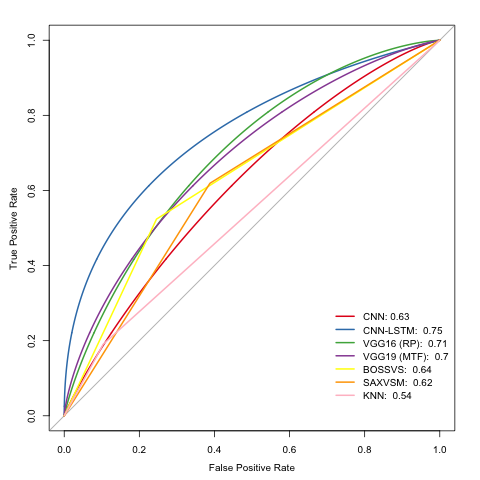 1.0
0.8
0.6
0.4
0.2
0.0
True Positive Rate
CNN: 0.63
CNN-LSTM: 0.75
VGG16 (RP): 0.71
VGG19 (MTF): 0.7
BOSSVS: 0.64
SAXVSM: 0.62
KNN: 0.54
0.0 0.2 0.4 0.6 0.8 1.0
False Positive Rate